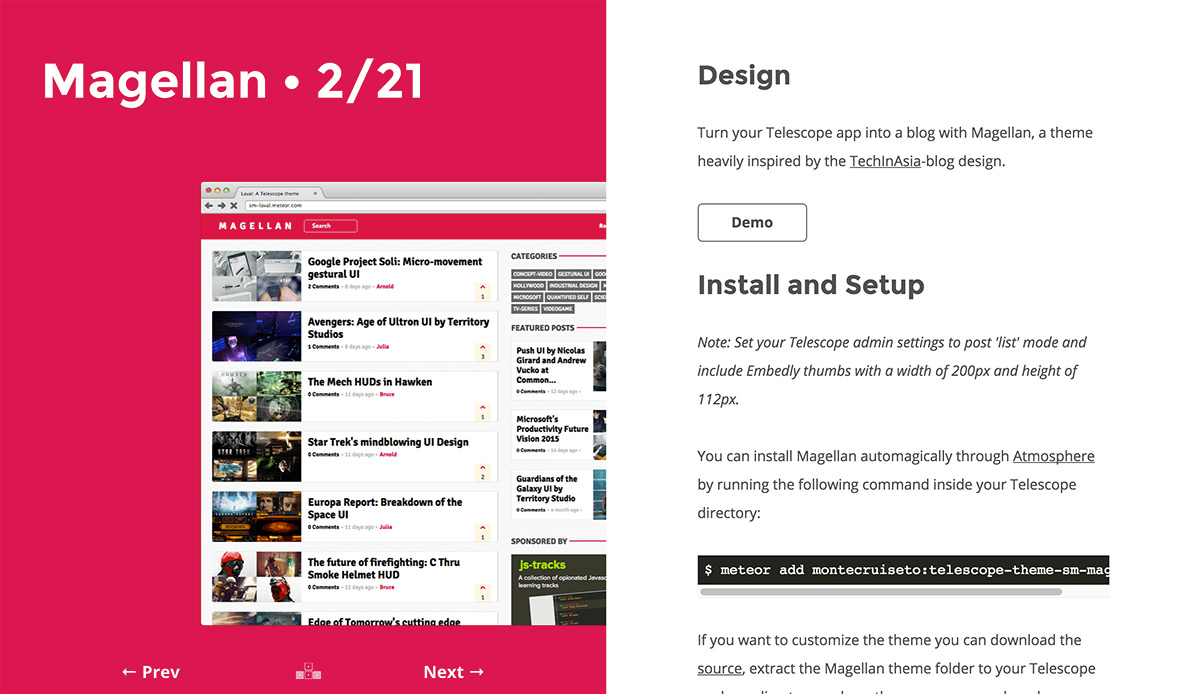 Magellan • 2/21
Laval: A Telescope theme
sm-laval.meteor.com
MAGELLAN
Search
Google Project Soli: Micro-movement
gestural UI
2 Comments - 8 days ago - Arnold
1
Avengers: Age of Ultron UI by Territory
Studios
1 Comments - 9 days ago - Julia
3
The Mech HUDs in Hawken
0 Comments - 11 days ago - Bruce
1
Star Trek's mindblowing UI Design
0 Comments - 11 days ago - Arnold
2
Europa Report: Breakdown of the
Space UI
0 Comments - 11 days ago - Julia
1
The future of firefighting: C Thru
Smoke Helmet HUD
0 Comments - 11 days ago - Bruce
1
Edge of Tomorrow's cutting edge
CATEGORIES
CONCEPT-VIDEO GESTURAL UI
HOLLYWOOD INDUSTRIAL DESIGN
MICROSOFT QUANTIFIED SELF
TV-SERIES VIDEOGAME
FEATURED POSTS
Push UI by Nicolas
Girard and Andrew
Vucko at
Common...
0 Comments - 12 days ago -
Microsoft's
Productivity Future
Vision 2015
0 Comments - 14 days ago -
Guardians of the
Galaxy UI by
Territory Studio
0 Comments - a month ago -
SPONSORED BY
js-tracks
A collection of opionated Javasc
learning tracks
← Prev
Next →
Design
Turn your Telescope app into a blog with Magellan, a theme
heavily inspired by the TechInAsia-blog design.
Demo
Install and Setup
Note: Set your Telescope admin settings to post 'list' mode and
include Embedly thumbs with a width of 200px and height of
112px.
You can install Magellan automagically through Atmosphere
by running the following command inside your Telescope
directory:
$ meteor add montecruiseto:telescope-theme-sm-mag
If you want to customize the theme you can download the
source, extract the Magellan theme folder to your Telescope